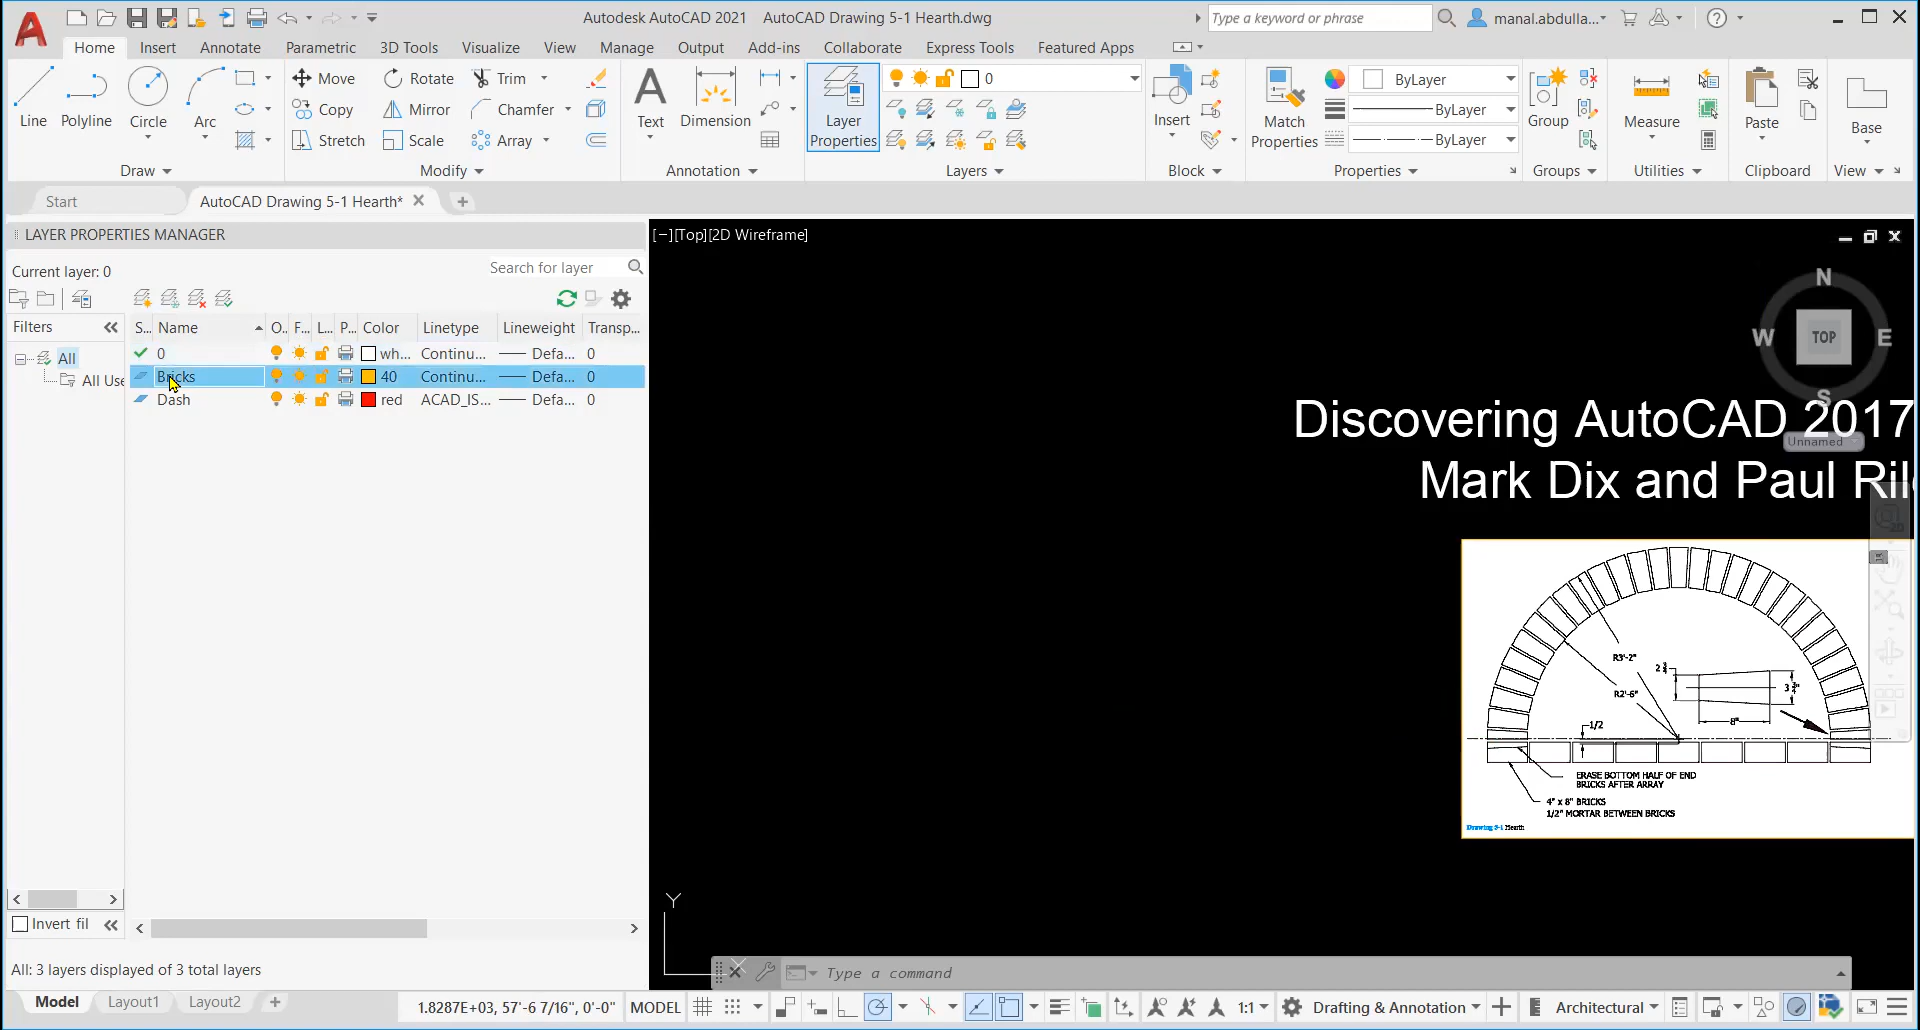 Autodesk AutoCAD 2021 AutoCAD Drawing 5-1 Hearth.dwg
Type a keyword or phrase
manal.abdulla...
Home Insert Annotate Parametric 3D Tools Visualize View Manage Output Add-ins Collaborate Express Tools Featured Apps
Line Polyline Circle Arc
Move Rotate Trim
Copy Mirror Chamfer
Stretch Scale Array
Text Dimension
Layer Properties
0
Insert
Match Properties
ByLayer
ByLayer
ByLayer
Group Measure Paste Base
Draw Modify Annotation Layers Block Properties Groups Utilities Clipboard View
Start AutoCAD Drawing 5-1 Hearth*
LAYER PROPERTIES MANAGER
Current layer: 0
Search for layer
Filters
All
All Use
S.. Name O.. F... L... P... Color Linetype Lineweight Transp...
0 wh... Continu... Defa... 0
Bricks 40 Continu... Defa... 0
Dash red ACAD_IS... Defa... 0
Invert fil
All: 3 layers displayed of 3 total layers
[−][Top][2D Wireframe]
N
W TOP E
S
Unnamed
Discovering AutoCAD 2017
Mark Dix and Paul Ril
R3'-2"
R2'-6"
8"
1/2
ERASE BOTTOM HALF OF END
BRICKS AFTER ARRAY
4" x 8" BRICKS
1/2" MORTAR BETWEEN BRICKS
Drawing 5-1 Hearth
Y
Type a command
Model Layout1 Layout2
1.8287E+03, 57'-6 7/16", 0'-0" MODEL 1:1 Drafting & Annotation Architectural